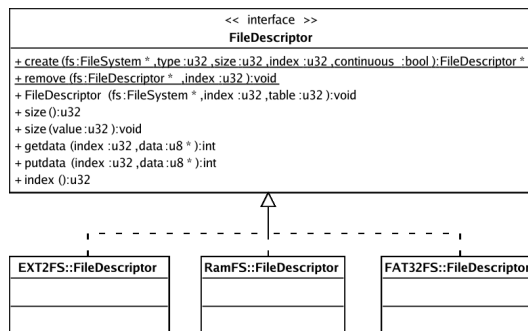 << interface >>
FileDescriptor
+ create (fs:FileSystem * ,type :u32 ,size :u32 ,index :u32 ,continuous :bool ):FileDescriptor *
+ remove (fs:FileDescriptor * ,index :u32 ):void
+ FileDescriptor (fs:FileSystem * ,index :u32 ,table :u32 ):void
+ size ():u32
+ size (value :u32 ):void
+ getdata (index :u32 ,data :u8 * ):int
+ putdata (index :u32 ,data :u8 * ):int
+ index ():u32
EXT2FS::FileDescriptor RamFS::FileDescriptor FAT32FS::FileDescriptor